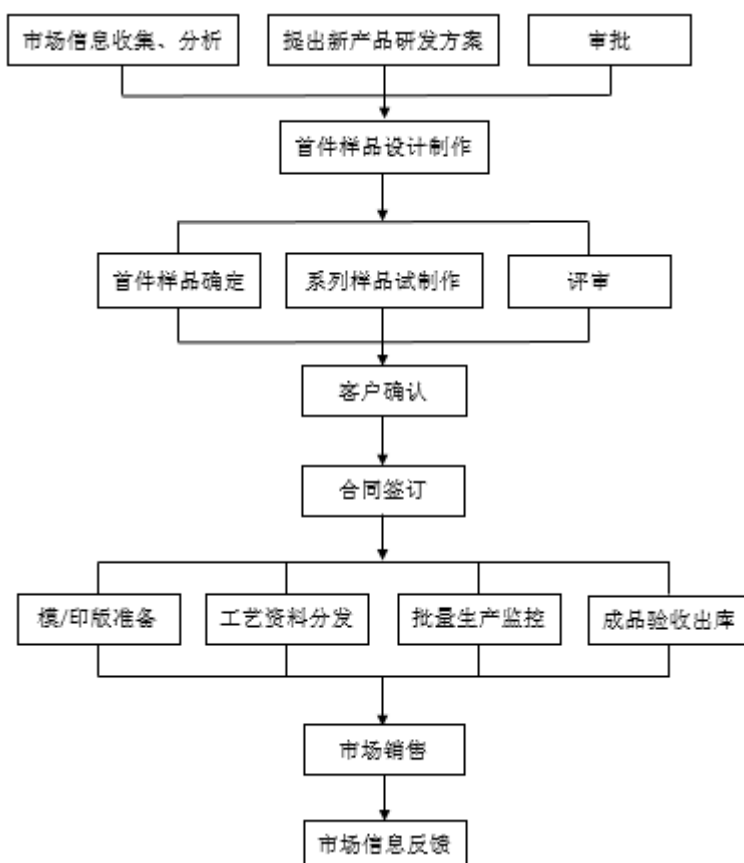 市场信息收集、分析
提出新产品研发方案
审批
首件样品设计制作
首件样品确定
系列样品试制作
评审
客户确认
合同签订
模/印版准备
工艺资料分发
批量生产监控
成品验收出库
市场销售
市场信息反馈